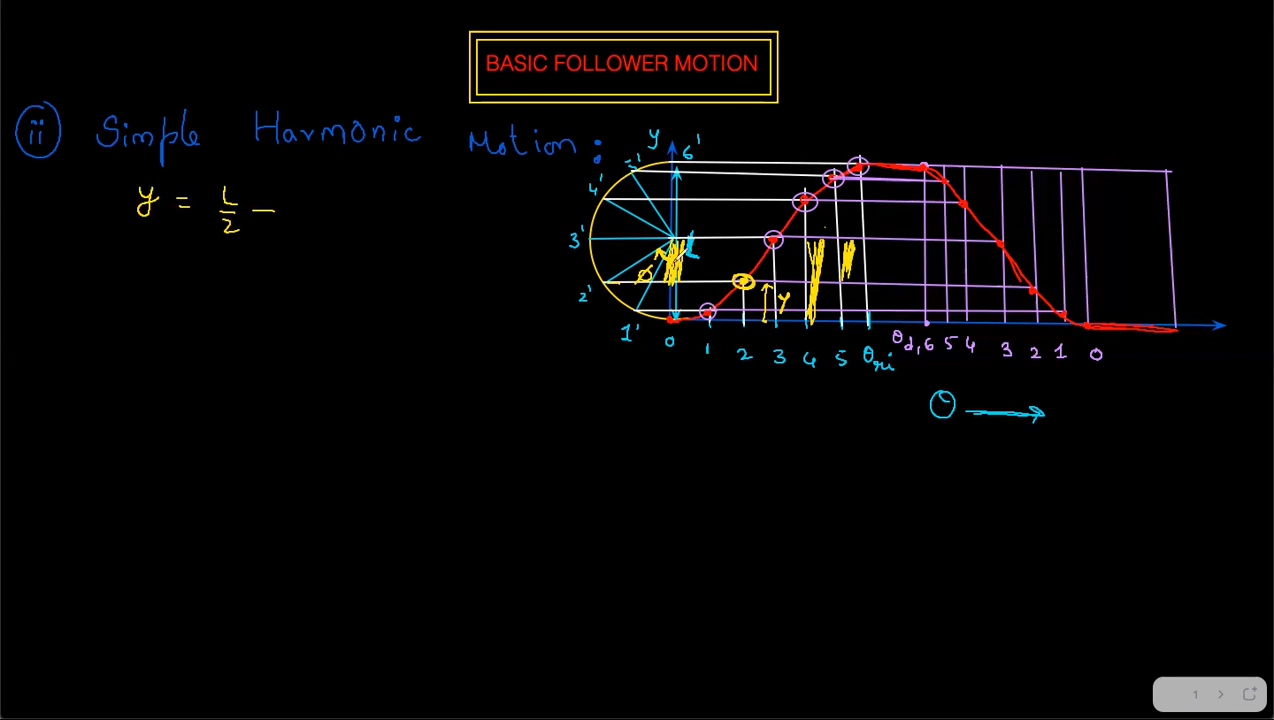 BASIC FOLLOWER MOTION
ii Simple Harmonic Motion :
y = L/2 —
y
6'
5'
4'
3'
2'
1'
L
φ
y
0 1 2 3 4 5 θri
θd,6 5 4 3 2 1 0
θ →
1